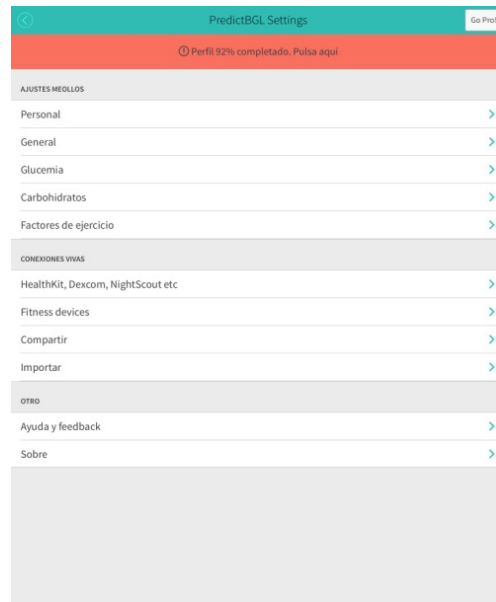 PredictBGL Settings
Go Pro!
Perfil 92% completado. Pulsa aquí
AJUSTES MEOLLOS
Personal
General
Glucemia
Carbohidratos
Factores de ejercicio
CONEXIONES VIVAS
HealthKit, Dexcom, NightScout etc
Fitness devices
Compartir
Importar
OTRO
Ayuda y feedback
Sobre